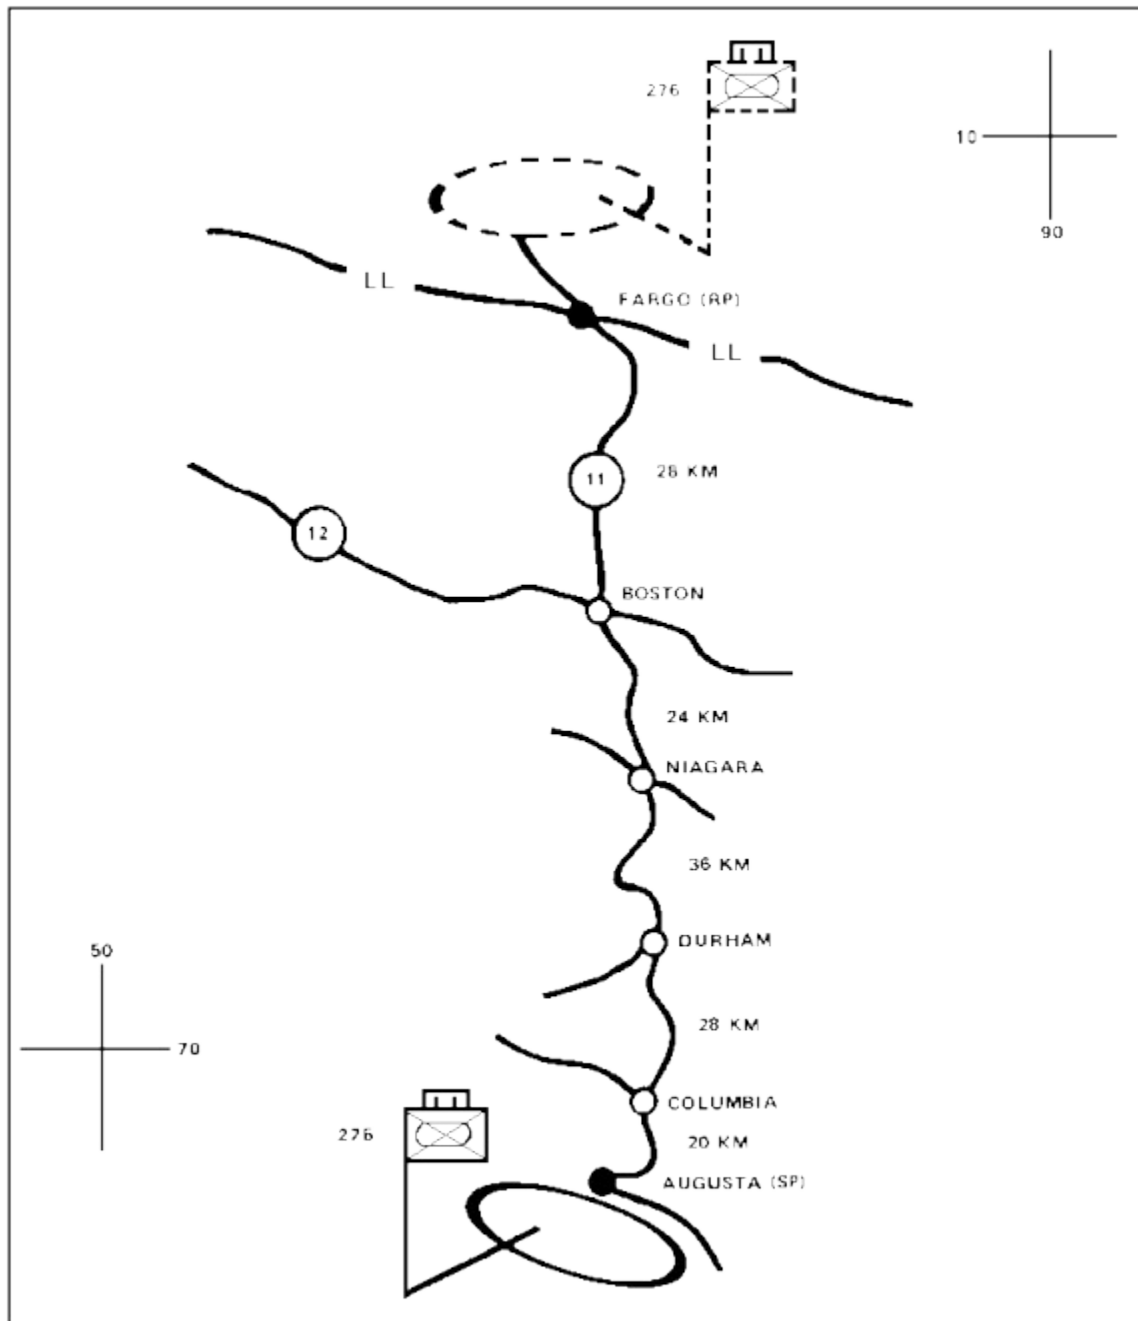 276
10
90
LL
FARGO (RP)
LL
11
28 KM
12
BOSTON
24 KM
NIAGARA
36 KM
50
DURHAM
28 KM
70
COLUMBIA
276
20 KM
AUGUSTA (SP)